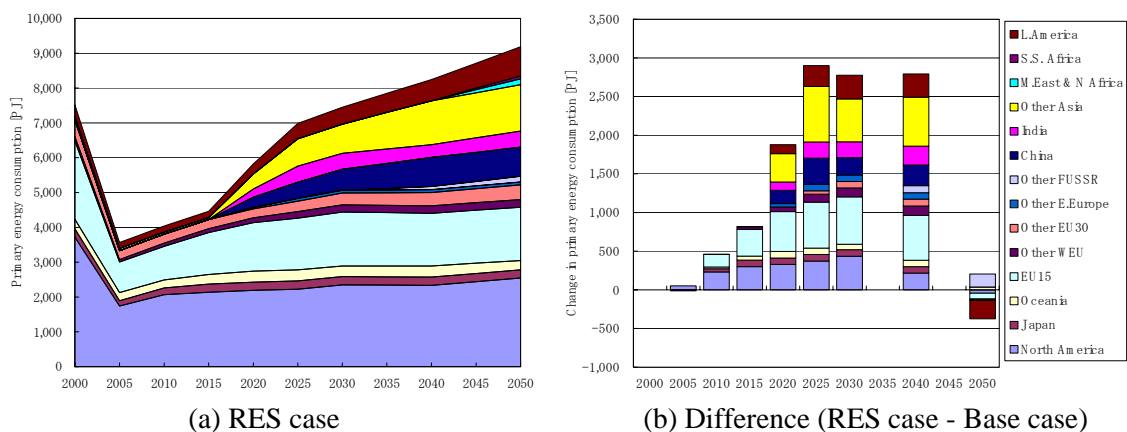 10,000
9,000
8,000
7,000
6,000
5,000
4,000
3,000
2,000
1,000
0
Primary energy consumption [PJ]
2000 2005 2010 2015 2020 2025 2030 2035 2040 2045 2050
(a) RES case
3,500
3,000
2,500
2,000
1,500
1,000
500
0
-500
-1,000
Change in primary energy consumption [PJ]
2000 2005 2010 2015 2020 2025 2030 2035 2040 2045 2050
L.America
S.S. Africa
M.East & N Africa
Other Asia
India
China
Other FUSSR
Other E.Europe
Other EU30
Other WEU
EU15
Oceania
Japan
North America
(b) Difference (RES case - Base case)